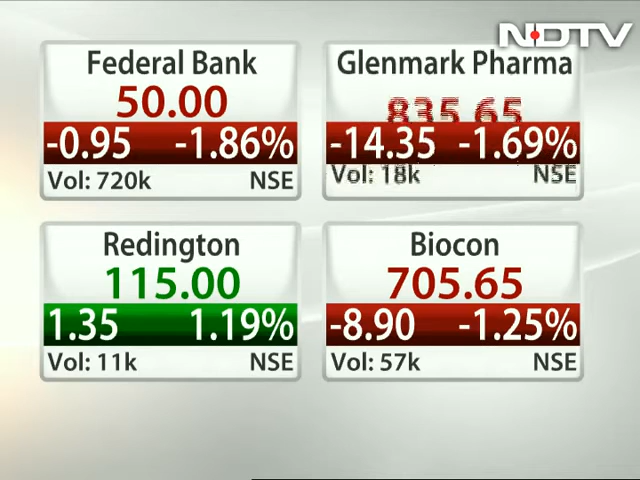 NDTV
Federal Bank
50.00
-0.95 -1.86%
Vol: 720k NSE
Glenmark Pharma
835.65
-14.35 -1.69%
Vol: 18k NSE
Redington
115.00
1.35 1.19%
Vol: 11k NSE
Biocon
705.65
-8.90 -1.25%
Vol: 57k NSE